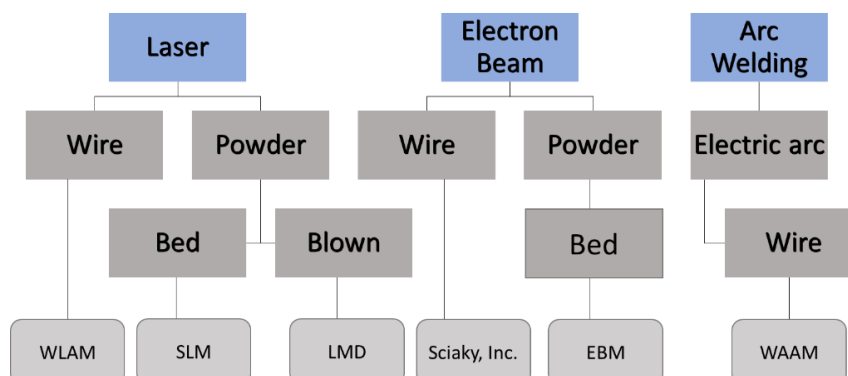 Laser
Electron
Beam
Arc
Welding
Wire
Powder
Wire
Powder
Electric arc
Bed
Blown
Bed
Wire
WLAM
SLM
LMD
Sciaky, Inc.
EBM
WAAM